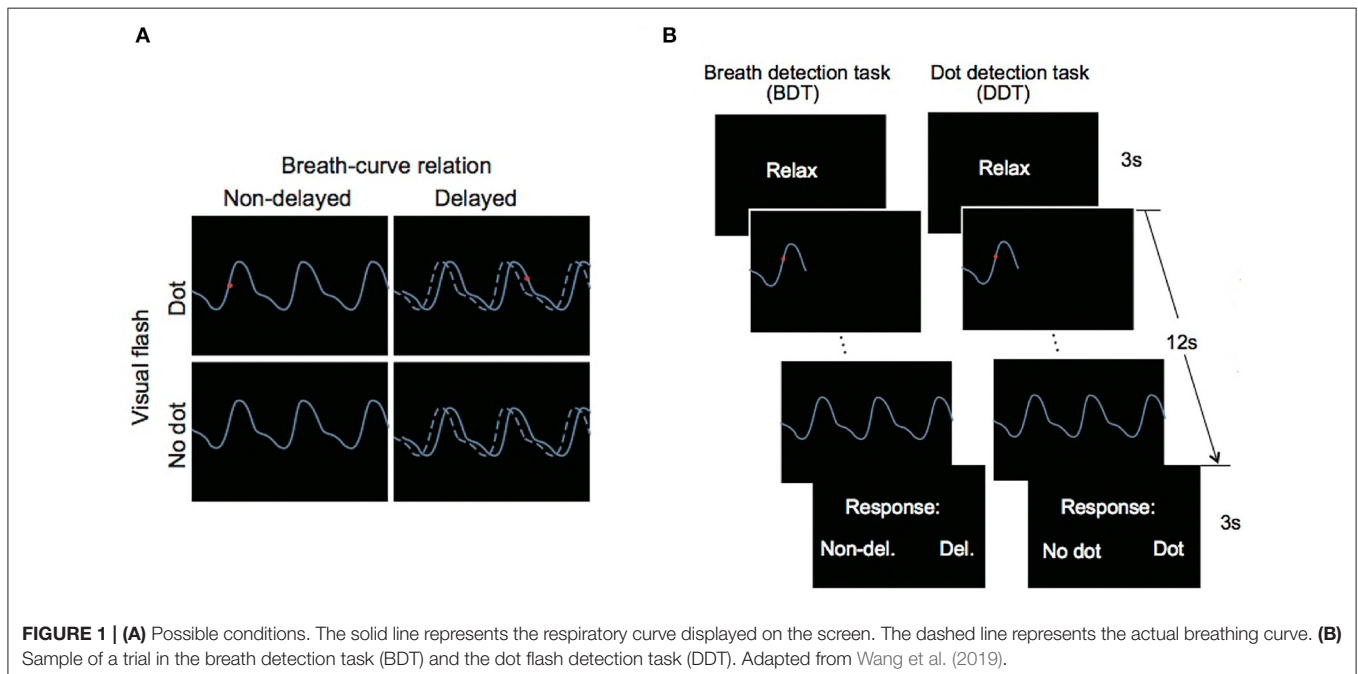 A
Breath-curve relation
Non-delayed Delayed
Visual flash
Dot
No dot
B
Breath detection task
(BDT)
Dot detection task
(DDT)
Relax
Relax
3s
12s
Response:
Non-del. Del.
Response:
No dot Dot
3s
FIGURE 1 | (A) Possible conditions. The solid line represents the respiratory curve displayed on the screen. The dashed line represents the actual breathing curve. (B)
Sample of a trial in the breath detection task (BDT) and the dot flash detection task (DDT). Adapted from Wang et al. (2019).